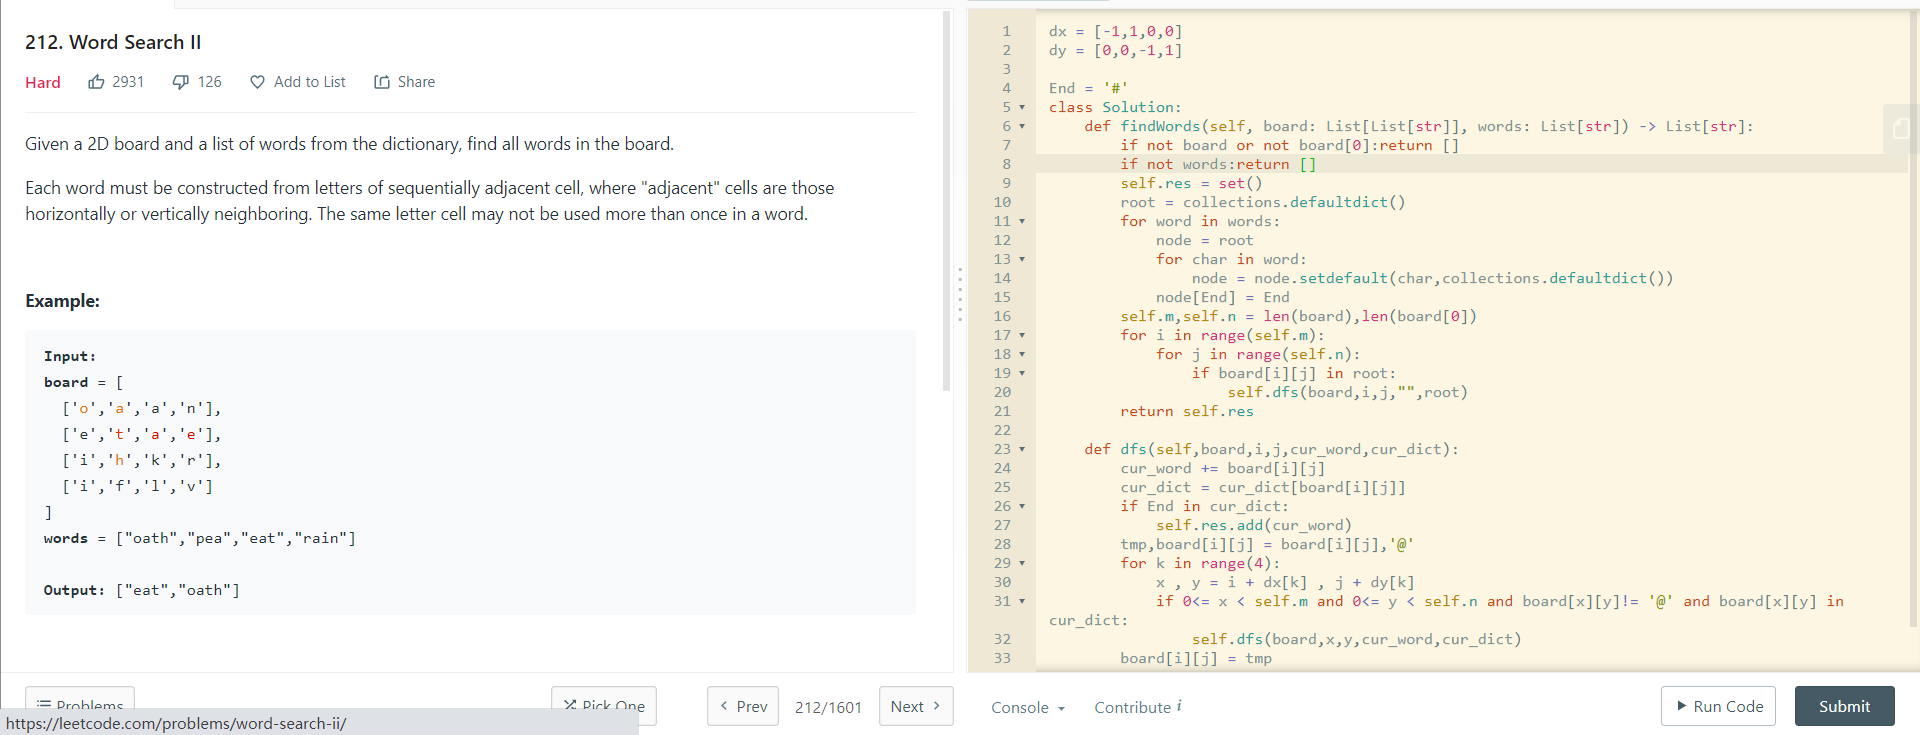 212. Word Search II
Hard 2931 126 Add to List Share
Given a 2D board and a list of words from the dictionary, find all words in the board.
Each word must be constructed from letters of sequentially adjacent cell, where "adjacent" cells are those
horizontally or vertically neighboring. The same letter cell may not be used more than once in a word.
Example:
Input:
board = [
  ['o','a','a','n'],
  ['e','t','a','e'],
  ['i','h','k','r'],
  ['i','f','l','v']
]
words = ["oath","pea","eat","rain"]
Output: ["eat","oath"]
Problems Pick One Prev 212/1601 Next
https://leetcode.com/problems/word-search-ii/
1 dx = [-1,1,0,0]
2 dy = [0,0,-1,1]
3
4 End = '#'
5 class Solution:
6     def findWords(self, board: List[List[str]], words: List[str]) -> List[str]:
7         if not board or not board[0]:return []
8         if not words:return []
9         self.res = set()
10         root = collections.defaultdict()
11         for word in words:
12             node = root
13             for char in word:
14                 node = node.setdefault(char,collections.defaultdict())
15             node[End] = End
16         self.m,self.n = len(board),len(board[0])
17         for i in range(self.m):
18             for j in range(self.n):
19                 if board[i][j] in root:
20                     self.dfs(board,i,j,"",root)
21         return self.res
22
23     def dfs(self,board,i,j,cur_word,cur_dict):
24         cur_word += board[i][j]
25         cur_dict = cur_dict[board[i][j]]
26         if End in cur_dict:
27             self.res.add(cur_word)
28         tmp,board[i][j] = board[i][j],'@'
29         for k in range(4):
30             x , y = i + dx[k] , j + dy[k]
31             if 0<= x < self.m and 0<= y < self.n and board[x][y]!= '@' and board[x][y] in
cur_dict:
32                 self.dfs(board,x,y,cur_word,cur_dict)
33         board[i][j] = tmp
Console Contribute i Run Code Submit